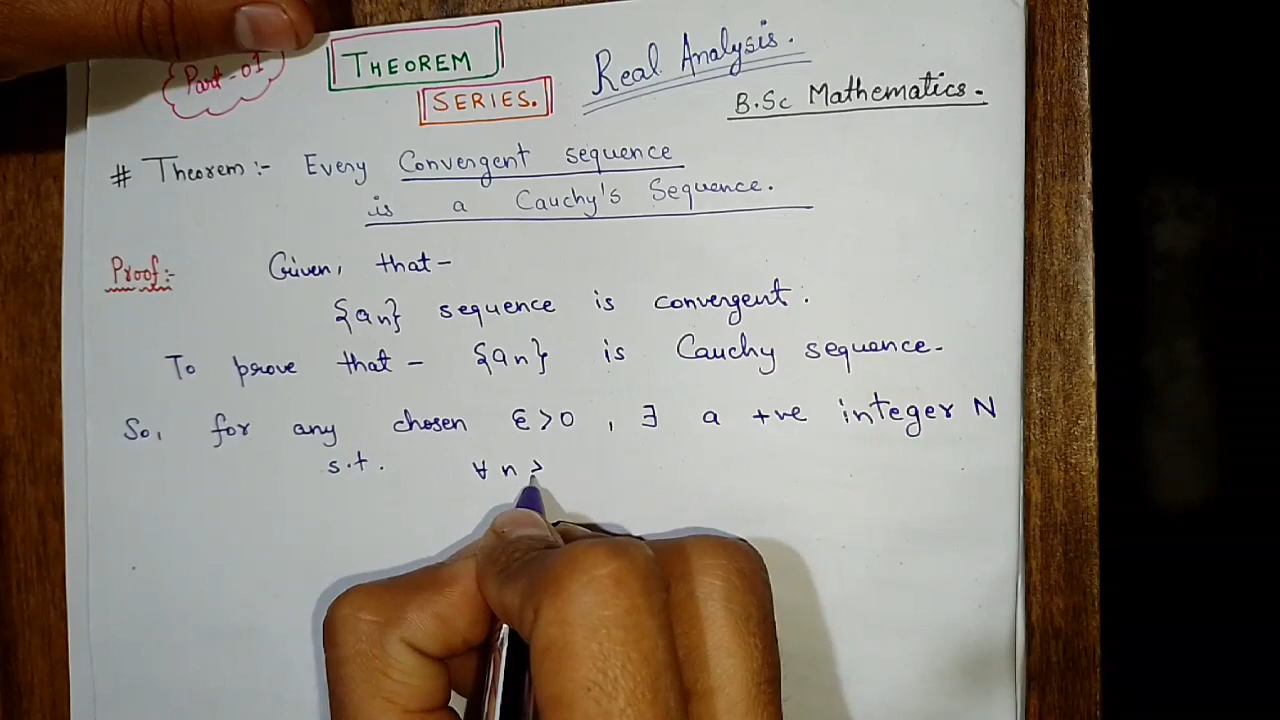 Part-01
THEOREM
SERIES.
Real Analysis.
B.Sc Mathematics.
# Theorem:- Every Convergent sequence
is a Cauchy's Sequence.
Proof:- Given, that-
{an} sequence is convergent.
To prove that - {an} is Cauchy sequence.
So, for any chosen ε>0, ∃ a +ve integer N
s.t. ∀ n >